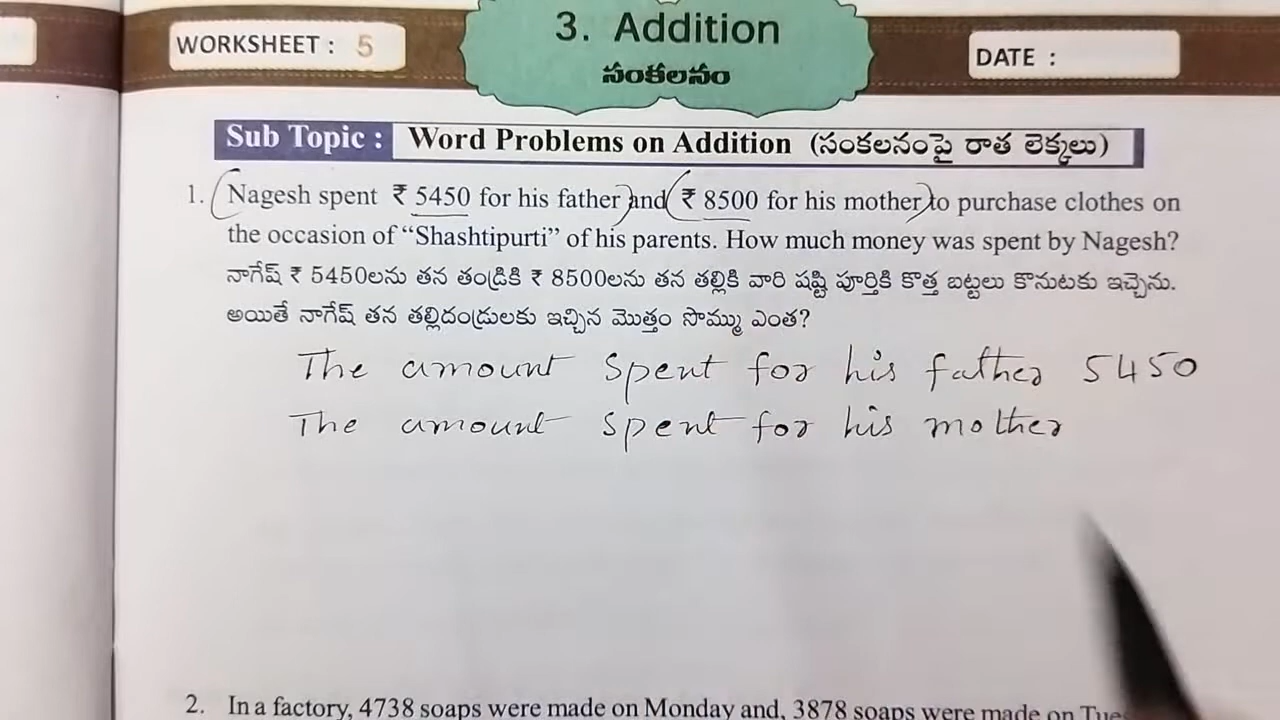 WORKSHEET : 5
3. Addition
సంకలనం
DATE :
Sub Topic : Word Problems on Addition (సంకలనంపై రాత లెక్కలు)
1. Nagesh spent ₹ 5450 for his father and ₹ 8500 for his mother to purchase clothes on
the occasion of “Shashtipurti” of his parents. How much money was spent by Nagesh?
నాగేష్ ₹ 5450లను తన తండ్రికి ₹ 8500లను తన తల్లికి వారి షష్టి పూర్తికి కొత్త బట్టలు కొనుటకు ఇచ్చెను.
అయితే నాగేష్ తన తల్లిదండ్రులకు ఇచ్చిన మొత్తం సొమ్ము ఎంత?
The amount spent for his father 5450
The amount spent for his mother
2. In a factory, 4738 soaps were made on Monday and, 3878 soaps were made on